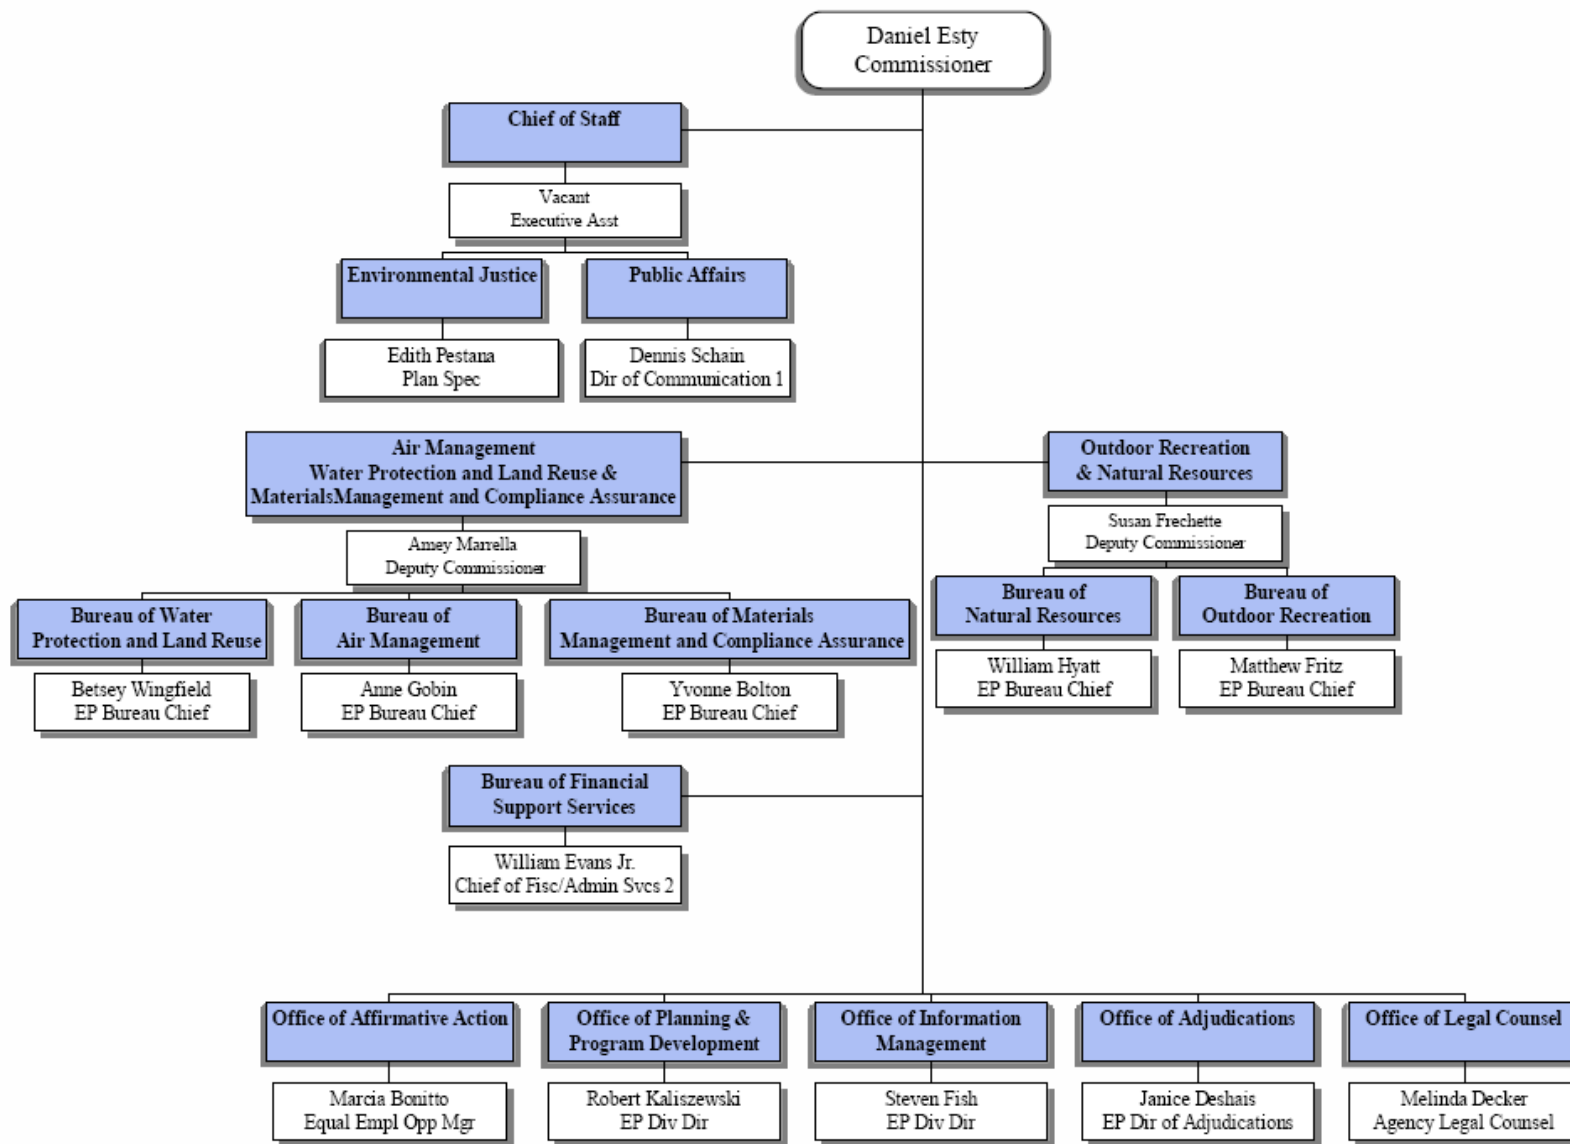 Daniel Esty
Commissioner
Chief of Staff
Vacant
Executive Asst
Environmental Justice
Public Affairs
Edith Pestana
Plan Spec
Dennis Schain
Dir of Communication 1
Air Management
Water Protection and Land Reuse &
MaterialsManagement and Compliance Assurance
Outdoor Recreation
& Natural Resources
Amey Marrella
Deputy Commissioner
Susan Frechette
Deputy Commissioner
Bureau of Water
Protection and Land Reuse
Bureau of
Air Management
Bureau of Materials
Management and Compliance Assurance
Bureau of
Natural Resources
Bureau of
Outdoor Recreation
Betsey Wingfield
EP Bureau Chief
Anne Gobin
EP Bureau Chief
Yvonne Bolton
EP Bureau Chief
William Hyatt
EP Bureau Chief
Matthew Fritz
EP Bureau Chief
Bureau of Financial
Support Services
William Evans Jr.
Chief of Fisc/Admin Svcs 2
Office of Affirmative Action
Office of Planning &
Program Development
Office of Information
Management
Office of Adjudications
Office of Legal Counsel
Marcia Bonitto
Equal Empl Opp Mgr
Robert Kaliszewski
EP Div Dir
Steven Fish
EP Div Dir
Janice Deshais
EP Dir of Adjudications
Melinda Decker
Agency Legal Counsel